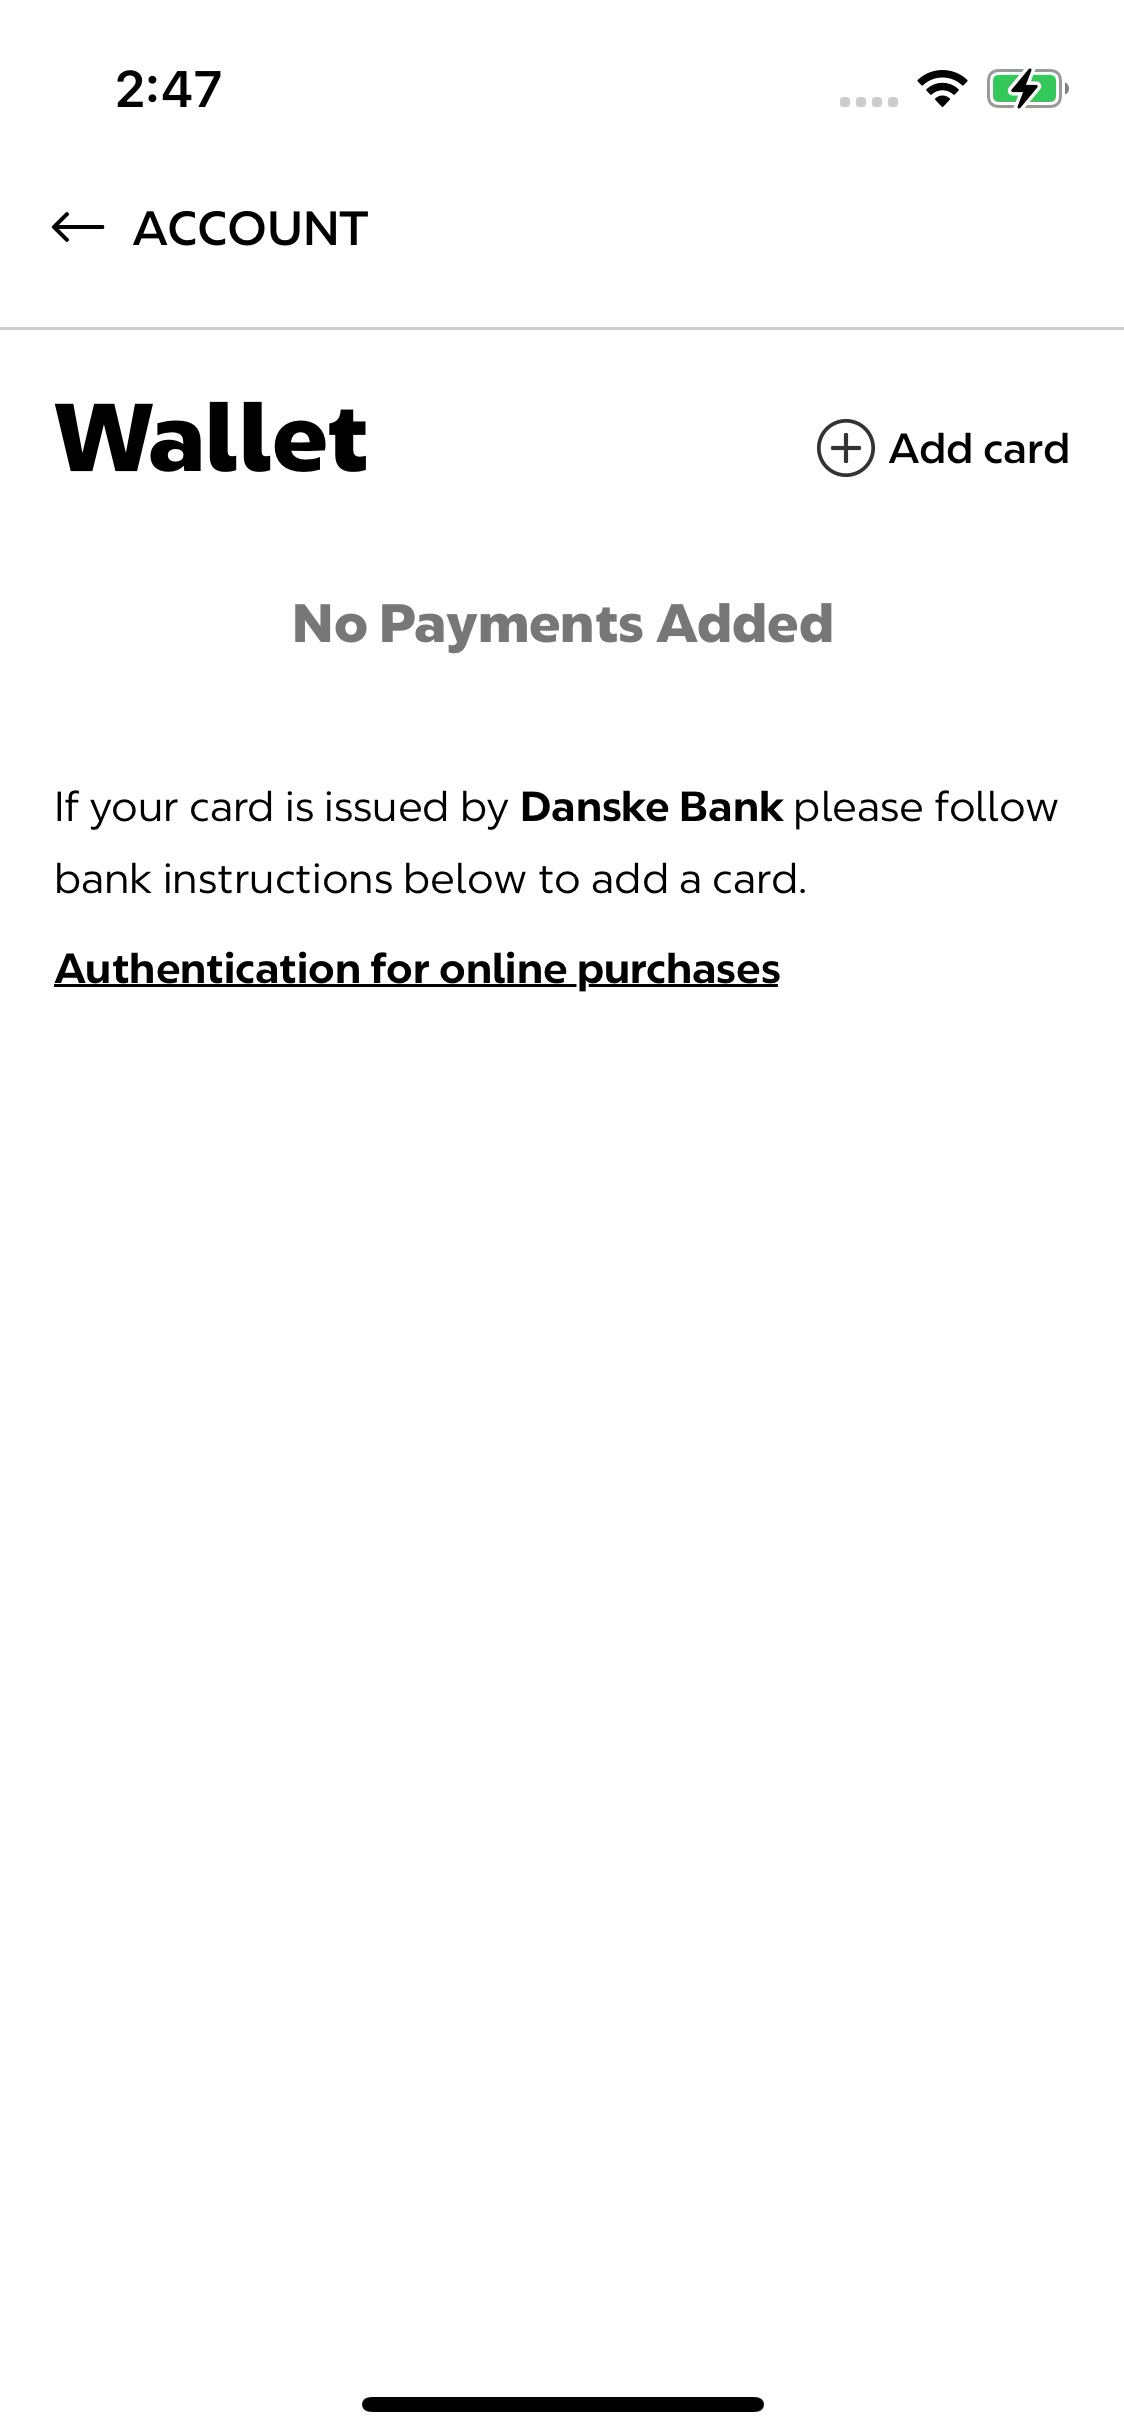 2:47
ACCOUNT
Wallet
Add card
No Payments Added
If your card is issued by Danske Bank please follow
bank instructions below to add a card.
Authentication for online purchases